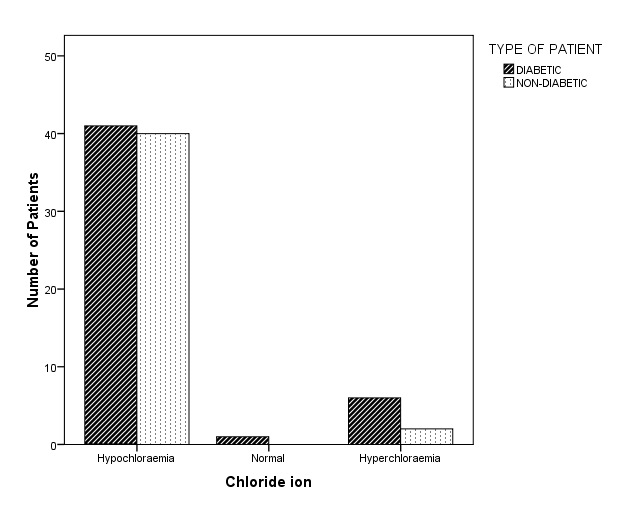 TYPE OF PATIENT
DIABETIC
NON-DIABETIC
50
40
30
20
10
0
Number of Patients
Hypochloraemia Normal Hyperchloraemia
Chloride ion